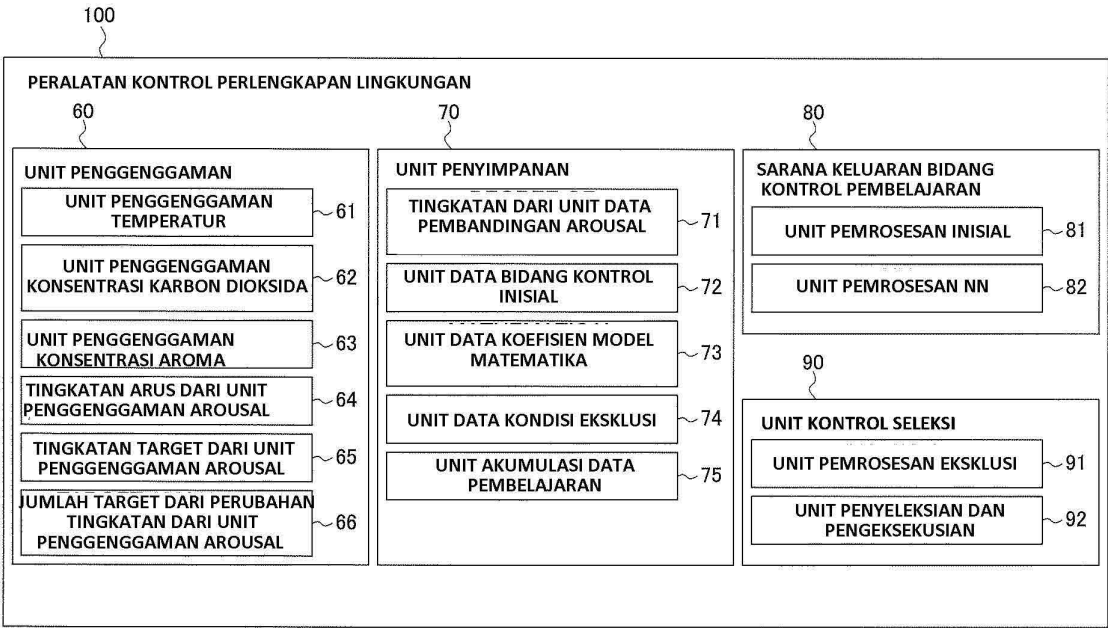 100
PERALATAN KONTROL PERLENGKAPAN LINGKUNGAN
60
UNIT PENGGENGGAMAN
UNIT PENGGENGGAMAN
TEMPERATUR
61
UNIT PENGGENGGAMAN
KONSENTRASI KARBON DIOKSIDA
62
UNIT PENGGENGGAMAN
KONSENTRASI AROMA
63
TINGKATAN ARUS DARI UNIT
PENGGENGGAMAN AROUSAL
64
TINGKATAN TARGET DARI UNIT
PENGGENGGAMAN AROUSAL
65
JUMLAH TARGET DARI PERUBAHAN
TINGKATAN DARI UNIT
PENGGENGGAMAN AROUSAL
66
70
UNIT PENYIMPANAN
TINGKATAN DARI UNIT DATA
PEMBANDINGAN AROUSAL
71
UNIT DATA BIDANG KONTROL
INISIAL
72
UNIT DATA KOEFISIEN MODEL
MATEMATIKA
73
UNIT DATA KONDISI EKSKLUSI
74
UNIT AKUMULASI DATA
PEMBELAJARAN
75
80
SARANA KELUARAN BIDANG
KONTROL PEMBELAJARAN
UNIT PEMROSESAN INISIAL
81
UNIT PEMROSESAN NN
82
90
UNIT KONTROL SELEKSI
UNIT PEMROSESAN EKSKLUSI
91
UNIT PENYELEKSIAN DAN
PENGEKSEKUSIAN
92